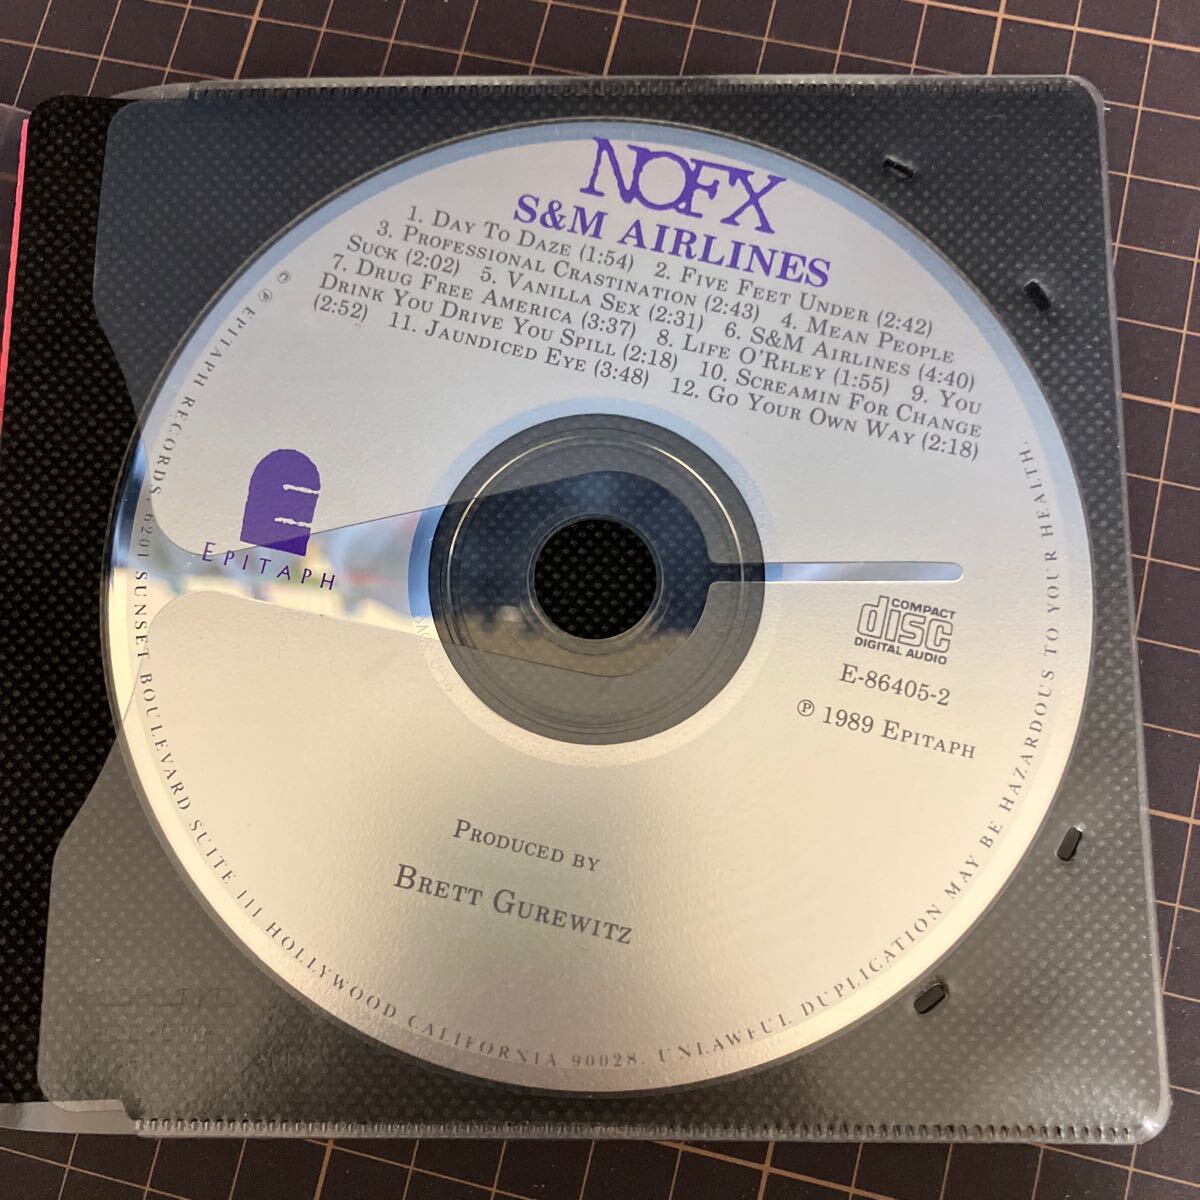 NOFX
S&M AIRLINES
1. DAY TO DAZE (1:54) 2. FIVE FEET UNDER (2:42)
3. PROFESSIONAL CRASTINATION (2:43) 4. MEAN PEOPLE
SUCK (2:02) 5. VANILLA SEX (2:31) 6. S&M AIRLINES (4:40)
7. DRUG FREE AMERICA (3:37) 8. LIFE O'RILEY (1:55) 9. YOU
DRINK YOU DRIVE YOU SPILL (2:18) 10. SCREAMIN FOR CHANGE
(2:52) 11. JAUNDICED EYE (3:48) 12. GO YOUR OWN WAY (2:18)
EPITAPH
COMPACT
disc
DIGITAL AUDIO
E-86405-2
℗ 1989 EPITAPH
PRODUCED BY
BRETT GUREWITZ
© ℗ EPITAPH RECORDS, 6201 SUNSET BOULEVARD SUITE 111 HOLLYWOOD CALIFORNIA 90028. UNLAWFUL DUPLICATION MAY BE HAZARDOUS TO YOUR HEALTH.